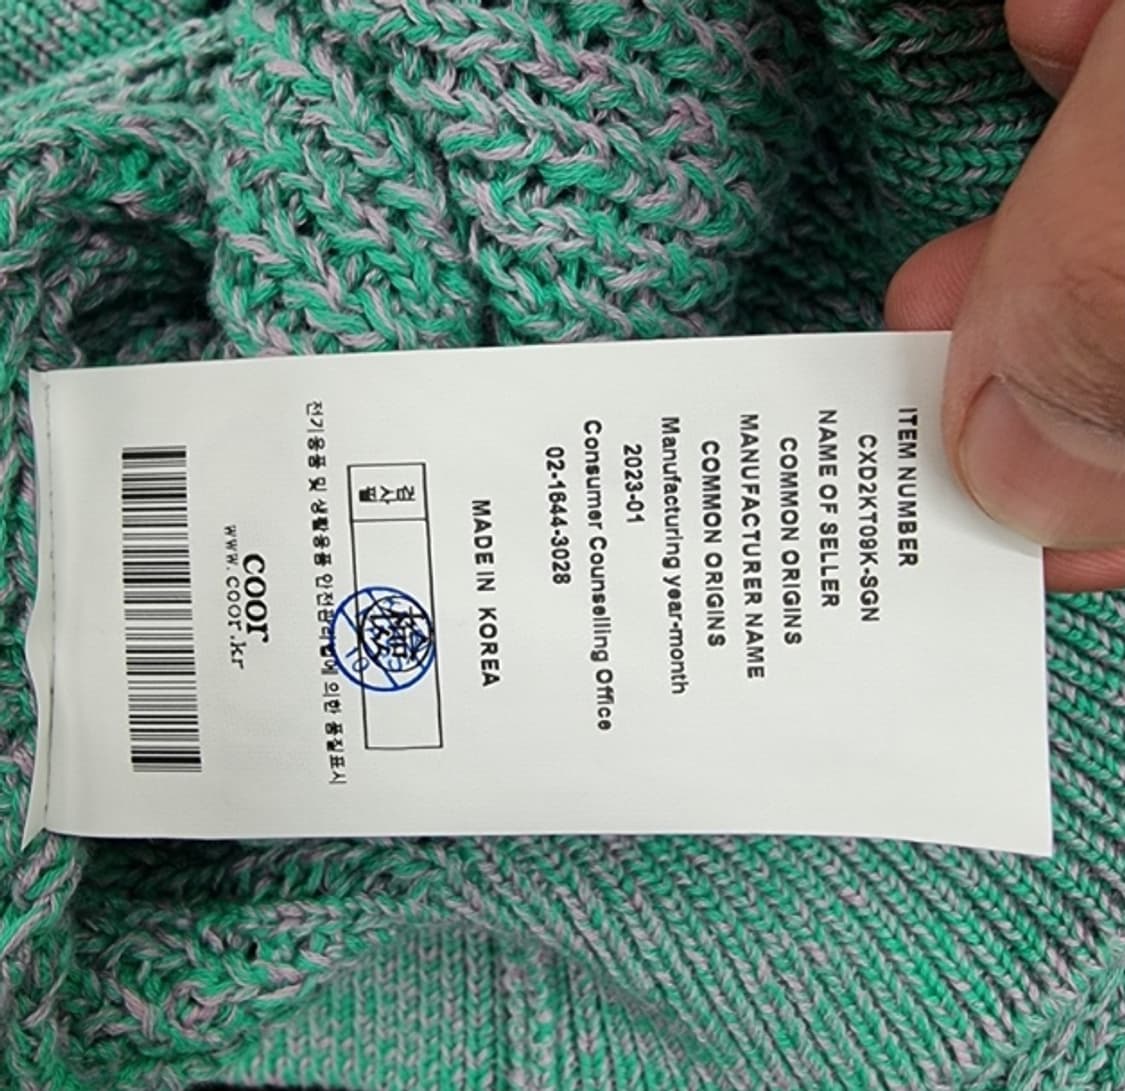 ITEM NUMBER
CXD2KT09K-SGN
NAME OF SELLER
COMMON ORIGINS
MANUFACTURER NAME
COMMON ORIGINS
Manufacturing year-month
2023-01
Consumer Counselling Office
02-1644-3028
MADE IN KOREA
검사필
전기용품 및 생활용품 안전관리법에 의한 품질표시
COOr
www.coor.kr